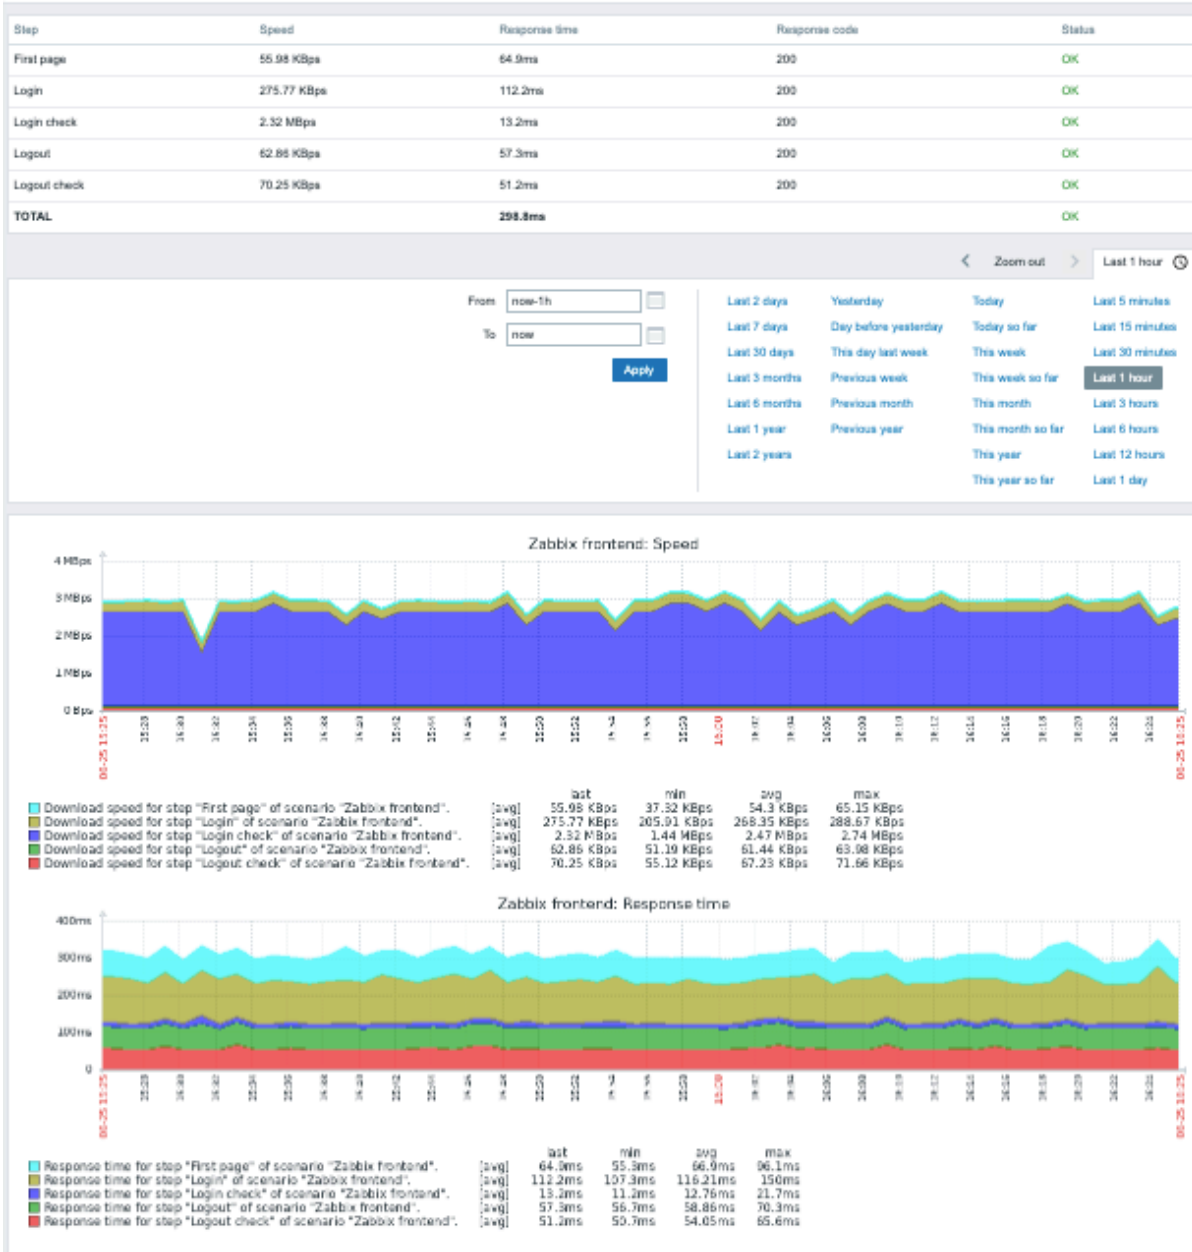 Step Speed Response time Response code Status
First page 55.98 KBps 64.9ms 200 OK
Login 275.77 KBps 112.2ms 200 OK
Login check 2.32 MBps 13.2ms 200 OK
Logout 62.86 KBps 57.3ms 200 OK
Logout check 70.25 KBps 51.2ms 200 OK
TOTAL 298.8ms OK
Zoom out Last 1 hour
From now-1h
To now
Apply
Last 2 days Yesterday Today Last 5 minutes
Last 7 days Day before yesterday Today so far Last 15 minutes
Last 30 days This day last week This week Last 30 minutes
Last 3 months Previous week This week so far Last 1 hour
Last 6 months Previous month This month Last 3 hours
Last 1 year Previous year This month so far Last 6 hours
Last 2 years This year Last 12 hours
This year so far Last 1 day
Zabbix frontend: Speed
4 MBps
3 MBps
2 MBps
1 MBps
0 Bps
last min avg max
Download speed for step "First page" of scenario "Zabbix frontend". [avg] 55.98 KBps 37.32 KBps 54.3 KBps 65.15 KBps
Download speed for step "Login" of scenario "Zabbix frontend". [avg] 275.77 KBps 205.91 KBps 268.35 KBps 288.67 KBps
Download speed for step "Login check" of scenario "Zabbix frontend". [avg] 2.32 MBps 1.44 MBps 2.47 MBps 2.74 MBps
Download speed for step "Logout" of scenario "Zabbix frontend". [avg] 62.86 KBps 51.19 KBps 61.44 KBps 63.98 KBps
Download speed for step "Logout check" of scenario "Zabbix frontend". [avg] 70.25 KBps 55.12 KBps 67.23 KBps 71.66 KBps
Zabbix frontend: Response time
400ms
300ms
200ms
100ms
0
last min avg max
Response time for step "First page" of scenario "Zabbix frontend". [avg] 64.9ms 55.3ms 66.9ms 96.1ms
Response time for step "Login" of scenario "Zabbix frontend". [avg] 112.2ms 107.3ms 116.21ms 150ms
Response time for step "Login check" of scenario "Zabbix frontend". [avg] 13.2ms 11.2ms 12.76ms 21.7ms
Response time for step "Logout" of scenario "Zabbix frontend". [avg] 57.3ms 56.7ms 58.86ms 70.3ms
Response time for step "Logout check" of scenario "Zabbix frontend". [avg] 51.2ms 50.7ms 54.05ms 65.6ms